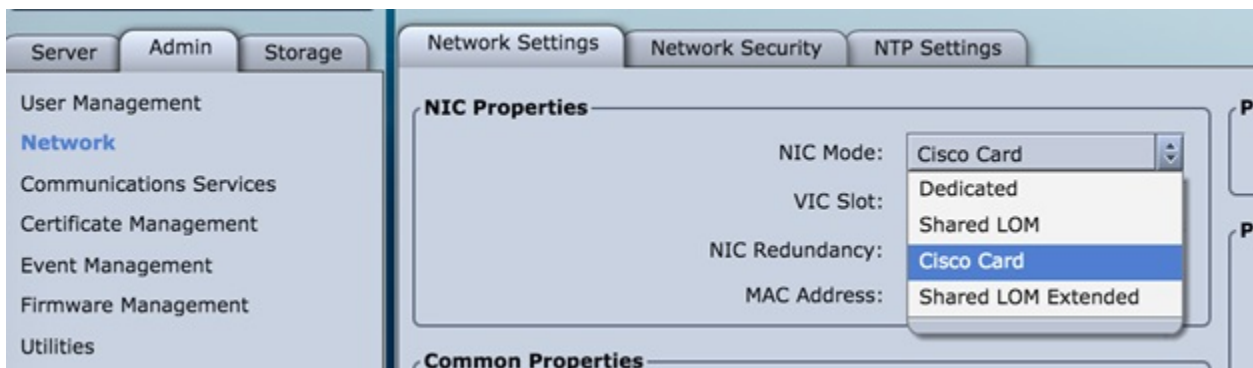 Server Admin Storage
User Management
Network
Communications Services
Certificate Management
Event Management
Firmware Management
Utilities
Network Settings Network Security NTP Settings
NIC Properties
NIC Mode: Cisco Card
Dedicated
Shared LOM
Cisco Card
Shared LOM Extended
VIC Slot:
NIC Redundancy:
MAC Address:
Common Properties
P
P